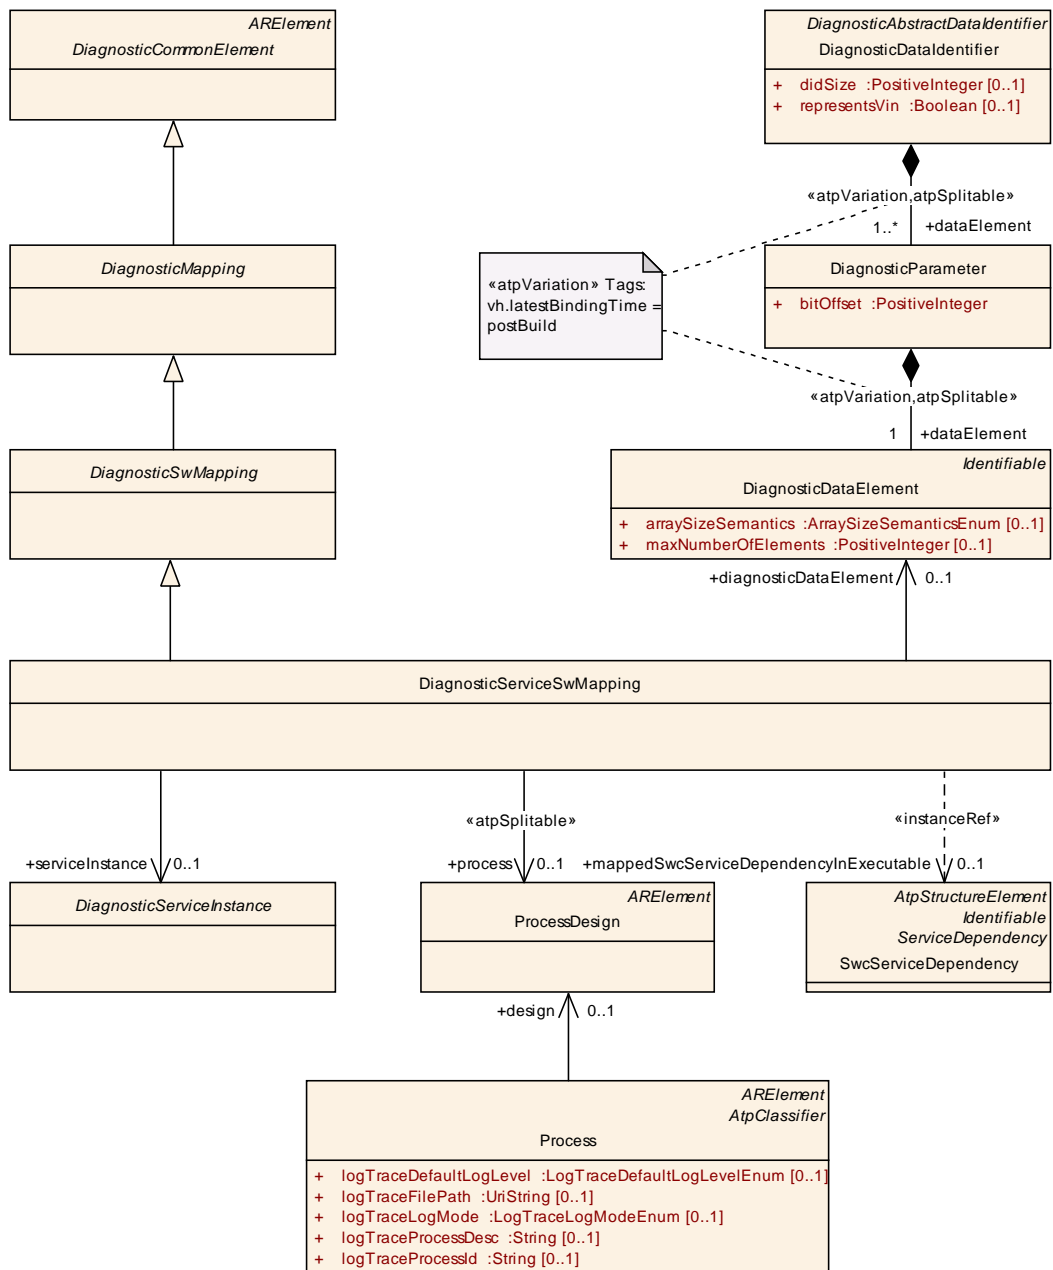 ARElement
DiagnosticCommonElement
DiagnosticAbstractDataIdentifier
DiagnosticDataIdentifier
+ didSize :PositiveInteger [0..1]
+ representsVin :Boolean [0..1]
«atpVariation,atpSplitable»
1..* +dataElement
DiagnosticMapping
«atpVariation» Tags:
vh.latestBindingTime =
postBuild
DiagnosticParameter
+ bitOffset :PositiveInteger
«atpVariation,atpSplitable»
1 +dataElement
DiagnosticSwMapping
Identifiable
DiagnosticDataElement
+ arraySizeSemantics :ArraySizeSemanticsEnum [0..1]
+ maxNumberOfElements :PositiveInteger [0..1]
+diagnosticDataElement 0..1
DiagnosticServiceSwMapping
«atpSplitable»
«instanceRef»
+serviceInstance 0..1
+process 0..1
+mappedSwcServiceDependencyInExecutable 0..1
DiagnosticServiceInstance
ARElement
ProcessDesign
AtpStructureElement
Identifiable
ServiceDependency
SwcServiceDependency
+design 0..1
ARElement
AtpClassifier
Process
+ logTraceDefaultLogLevel :LogTraceDefaultLogLevelEnum [0..1]
+ logTraceFilePath :UriString [0..1]
+ logTraceLogMode :LogTraceLogModeEnum [0..1]
+ logTraceProcessDesc :String [0..1]
+ logTraceProcessId :String [0..1]